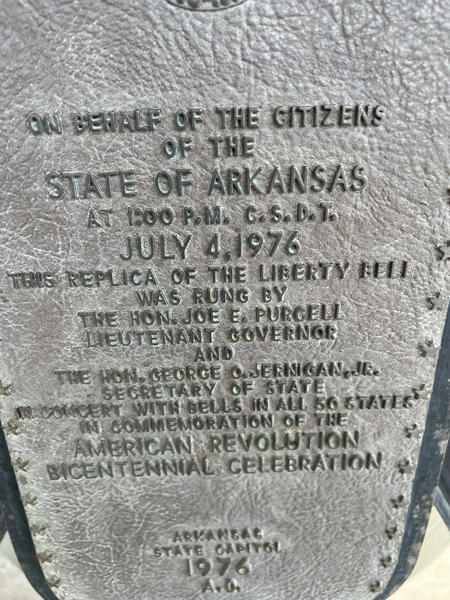 ON BEHALF OF THE CITIZENS
OF THE
STATE OF ARKANSAS
AT 1:00 P.M. C.S.D.T.
JULY 4, 1976
THIS REPLICA OF THE LIBERTY BELL
WAS RUNG BY
THE HON. JOE E. PURCELL
LIEUTENANT GOVERNOR
AND
THE HON. GEORGE O. JERNIGAN, JR.
SECRETARY OF STATE
IN CONCERT WITH BELLS IN ALL 50 STATES
IN COMMEMORATION OF THE
AMERICAN REVOLUTION
BICENTENNIAL CELEBRATION
ARKANSAS
STATE CAPITOL
1976
A.D.